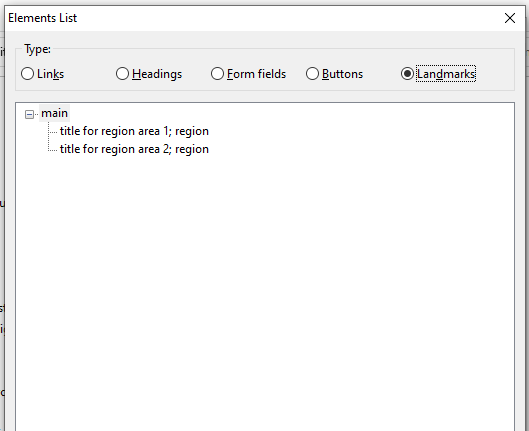 Elements List
Type:
Links
Headings
Form fields
Buttons
Landmarks
main
title for region area 1; region
title for region area 2; region